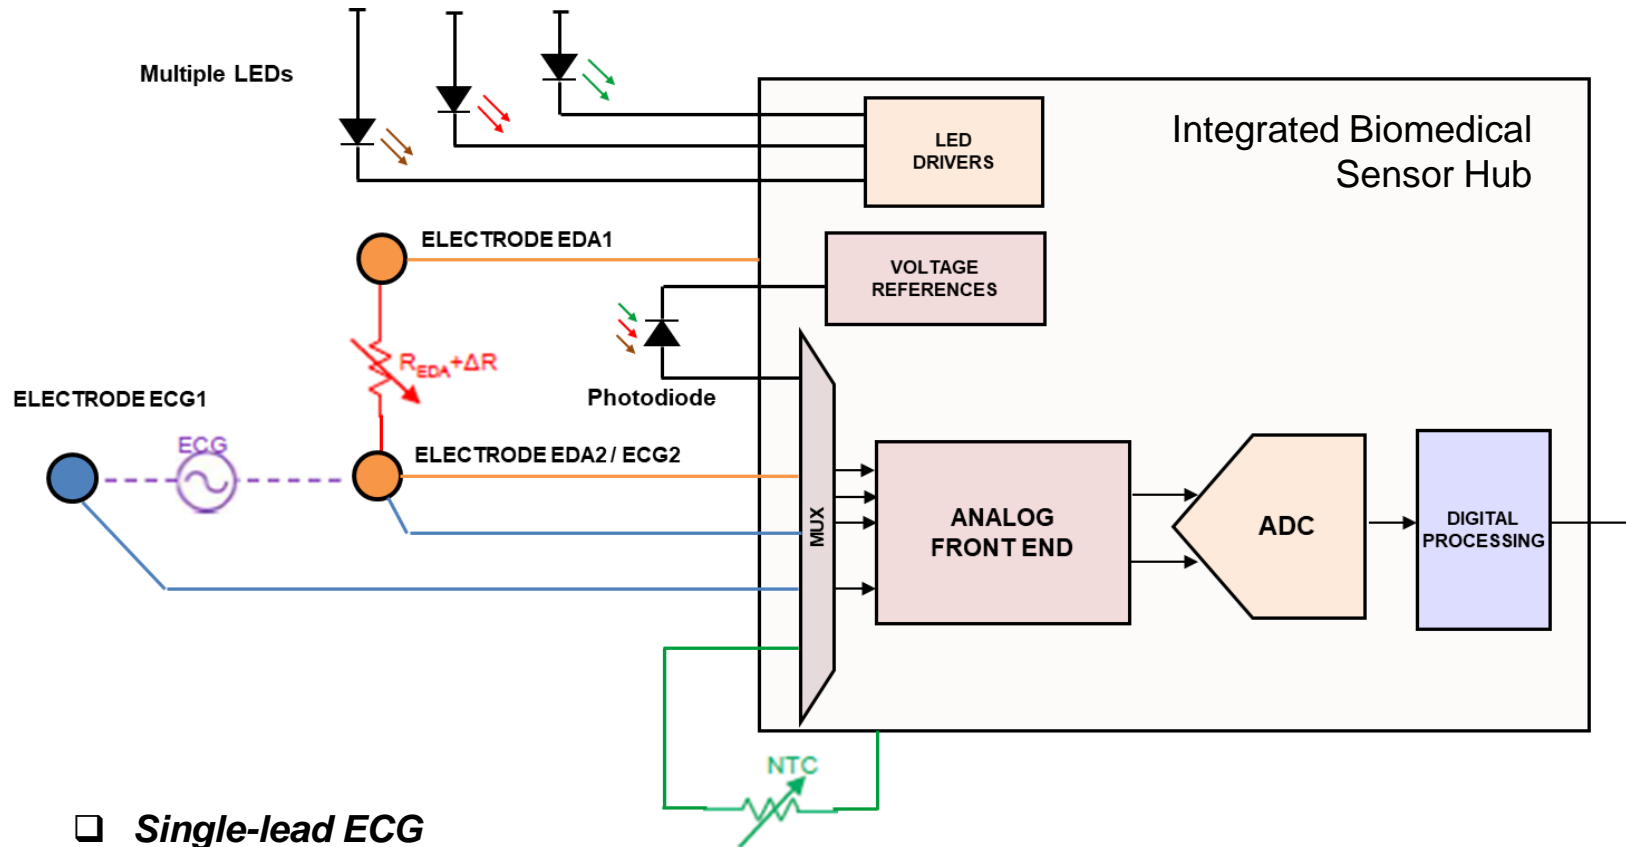 Multiple LEDs
LED
DRIVERS
Integrated Biomedical
Sensor Hub
ELECTRODE EDA1
VOLTAGE
REFERENCES
R_EDA+ΔR
Photodiode
ELECTRODE ECG1
ECG
ELECTRODE EDA2 / ECG2
MUX
ANALOG
FRONT END
ADC
DIGITAL
PROCESSING
NTC
❑ Single-lead ECG